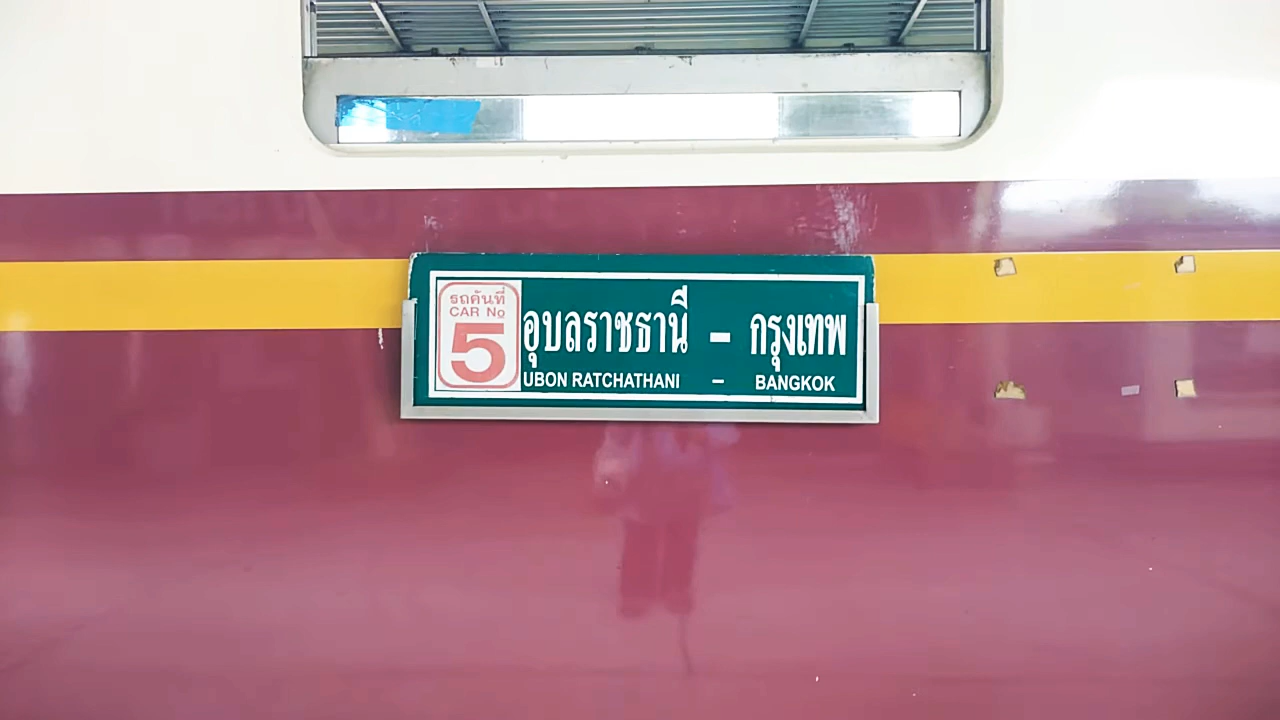 รถคันที่
CAR No
5
อุบลราชธานี - กรุงเทพ
UBON RATCHATHANI - BANGKOK